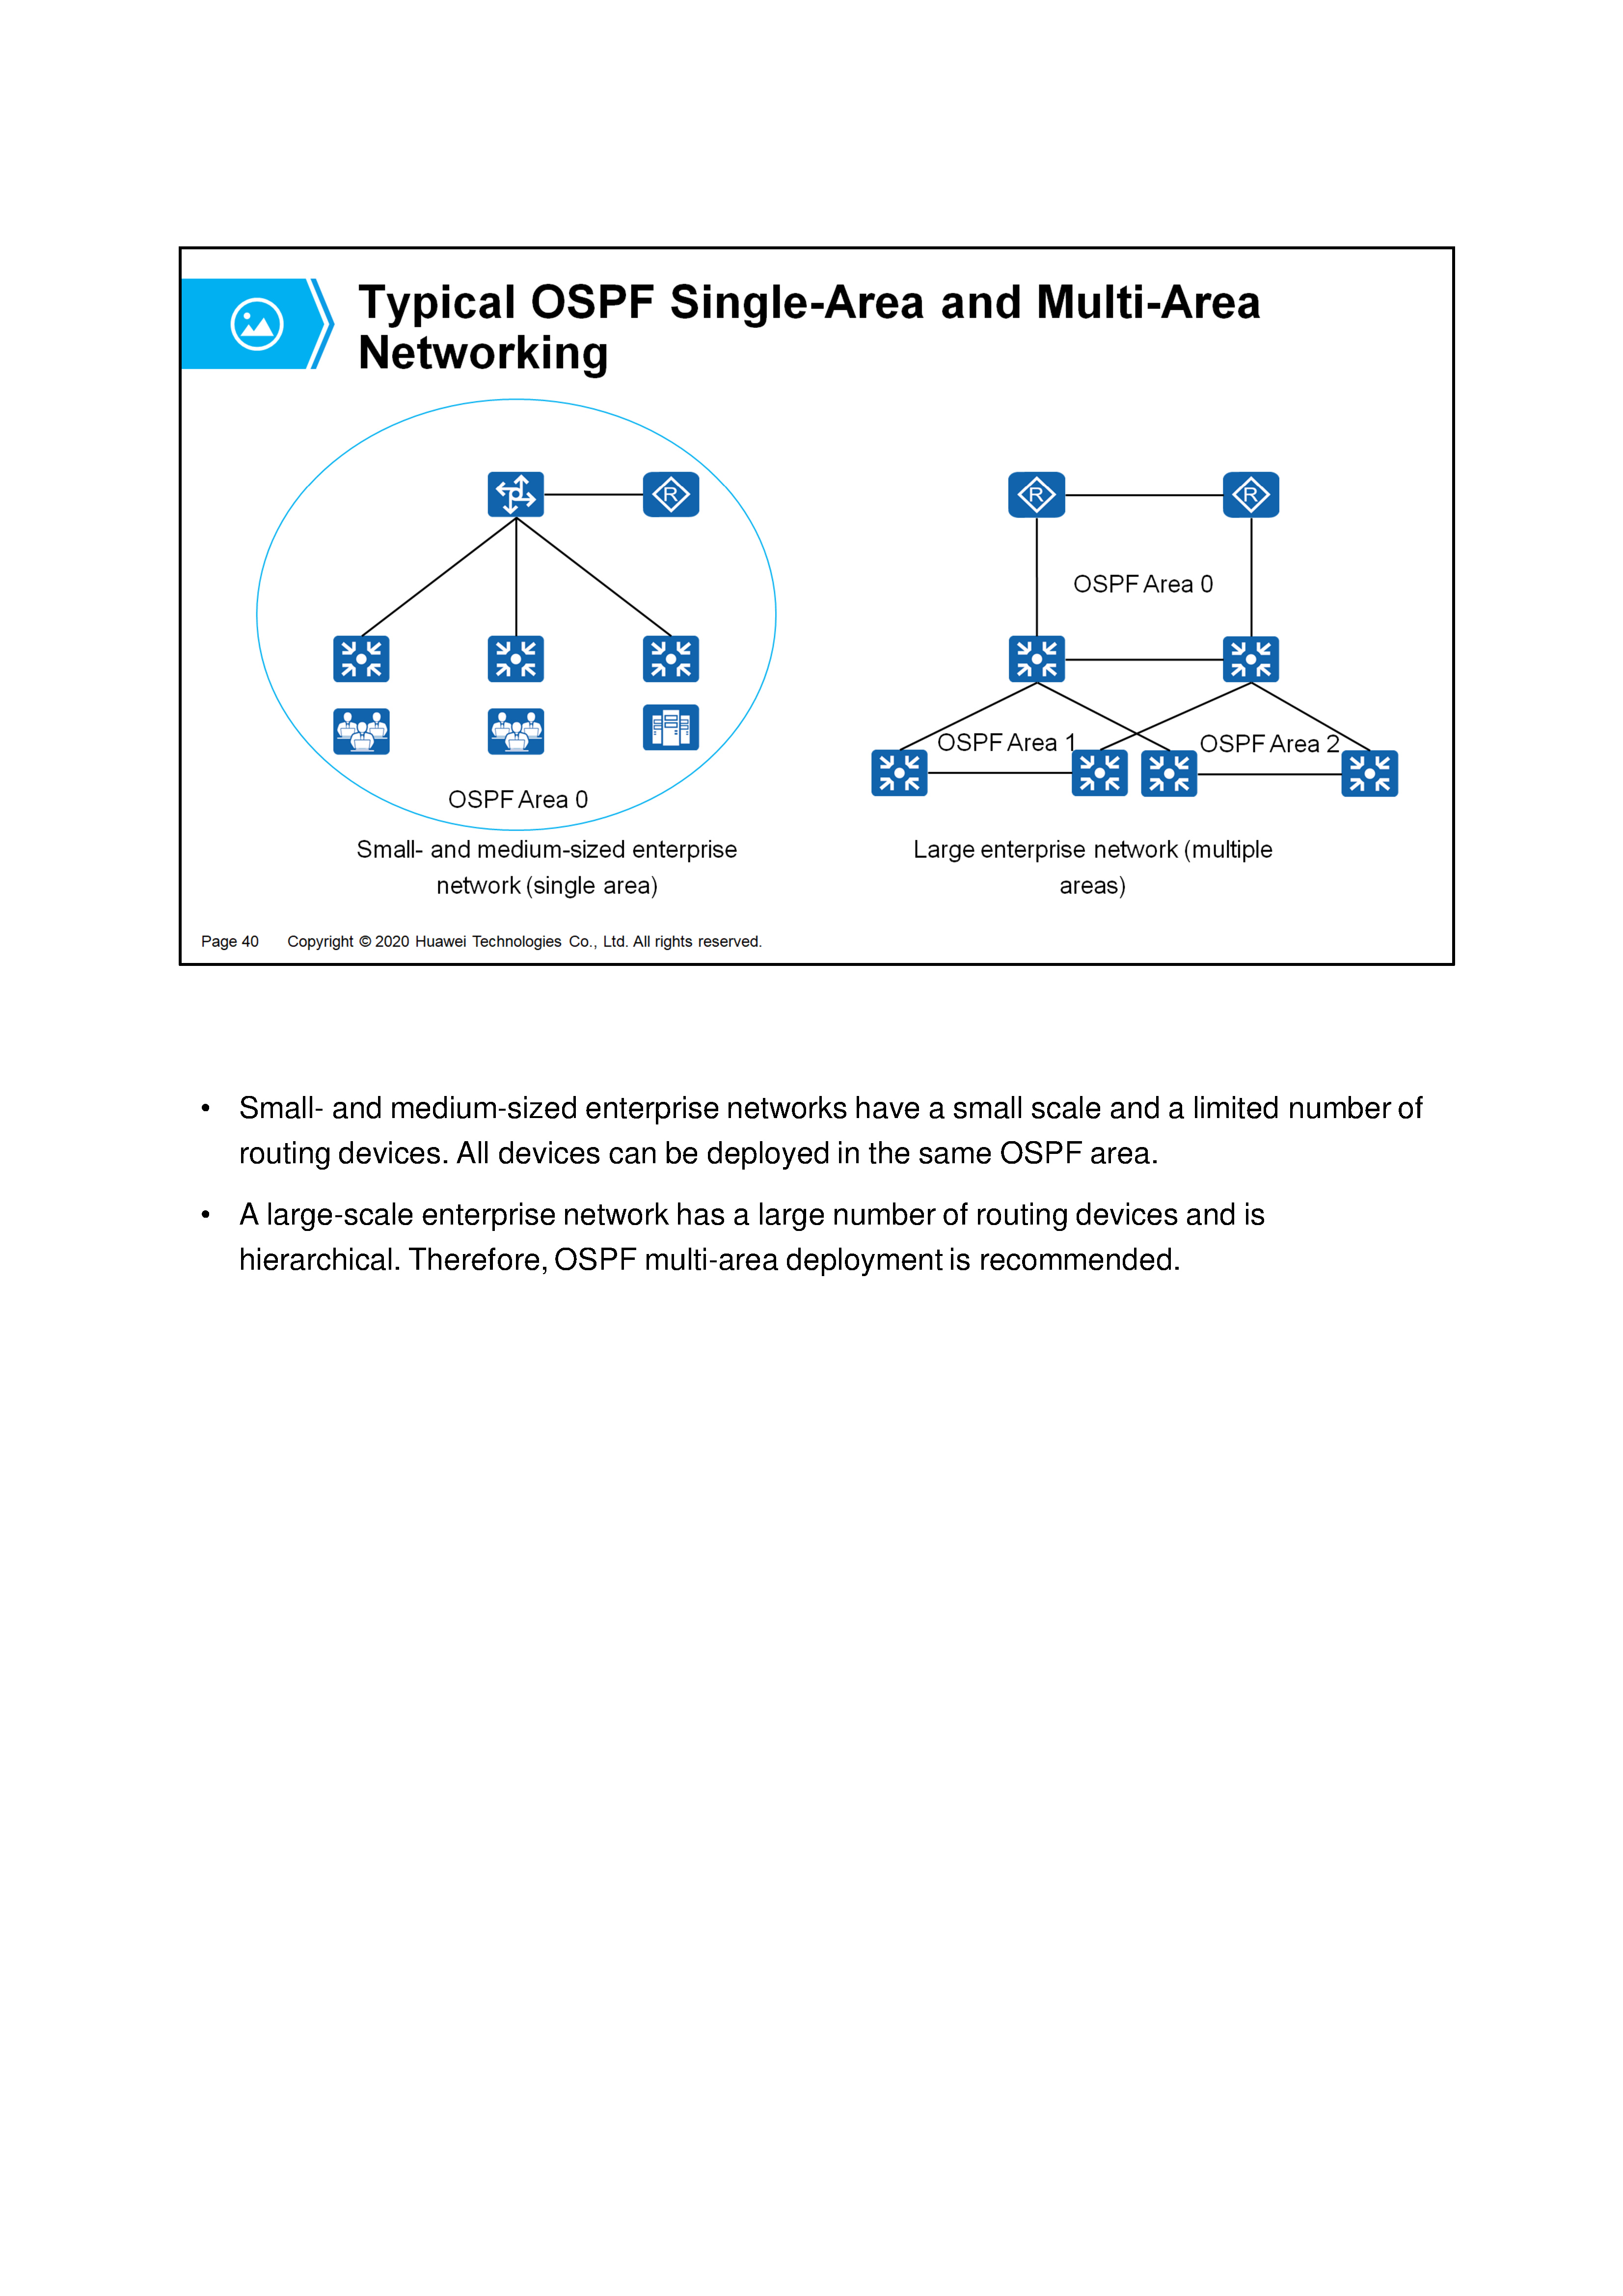 Typical OSPF Single-Area and Multi-Area
Networking
R
R
R
OSPF Area 0
OSPF Area 1
OSPF Area 2
OSPF Area 0
Small- and medium-sized enterprise
network (single area)
Large enterprise network (multiple
areas)
Page 40 Copyright © 2020 Huawei Technologies Co., Ltd. All rights reserved.
• Small- and medium-sized enterprise networks have a small scale and a limited number of
routing devices. All devices can be deployed in the same OSPF area.
• A large-scale enterprise network has a large number of routing devices and is
hierarchical. Therefore, OSPF multi-area deployment is recommended.